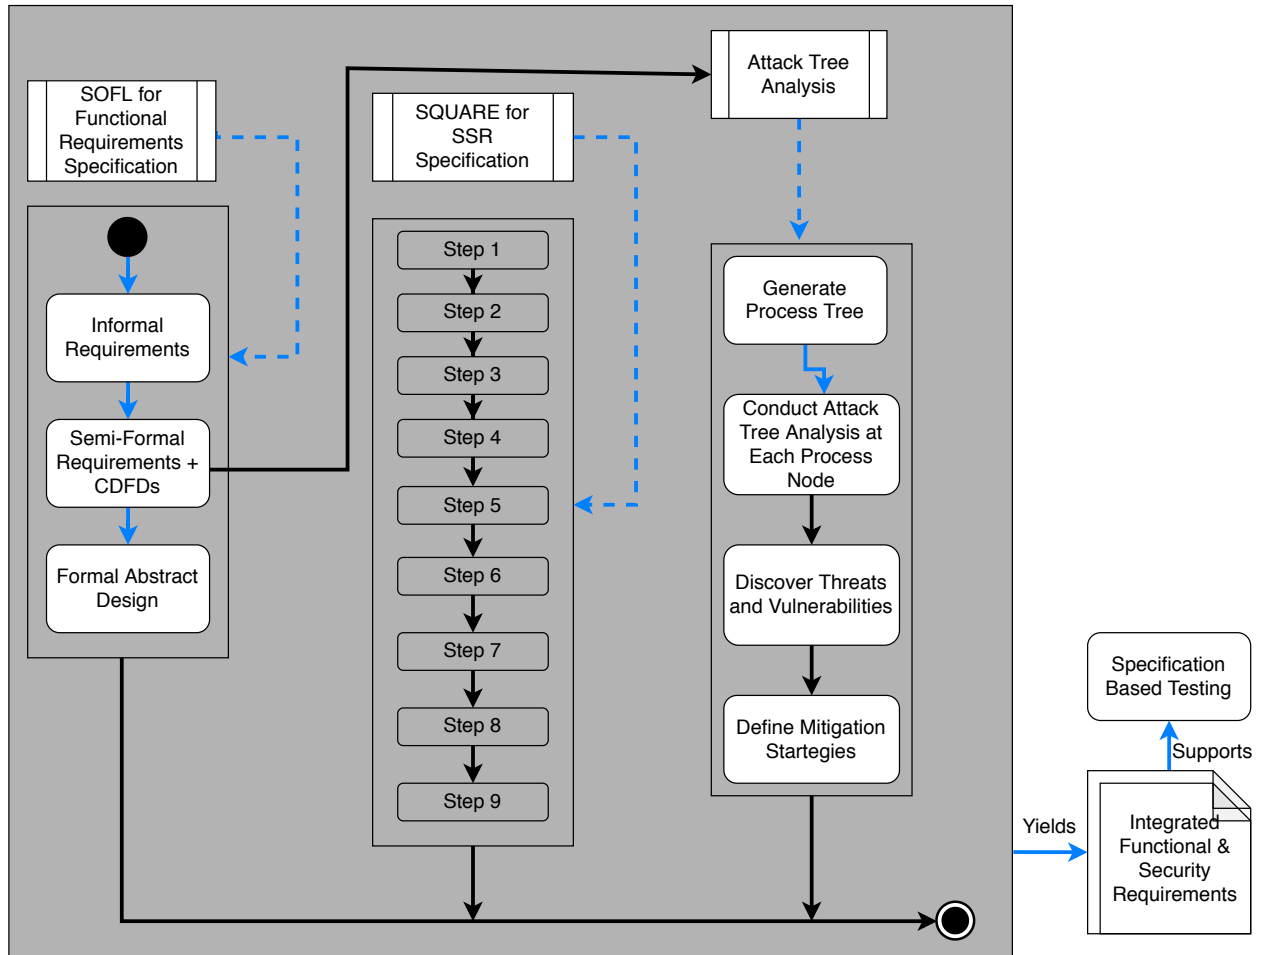 SOFL for
Functional
Requirements
Specification
Informal
Requirements
Semi-Formal
Requirements +
CDFDs
Formal Abstract
Design
SQUARE for
SSR
Specification
Step 1
Step 2
Step 3
Step 4
Step 5
Step 6
Step 7
Step 8
Step 9
Attack Tree
Analysis
Generate
Process Tree
Conduct Attack
Tree Analysis at
Each Process
Node
Discover Threats
and Vulnerabilities
Define Mitigation
Startegies
Yields
Specification
Based Testing
Supports
Integrated
Functional &
Security
Requirements